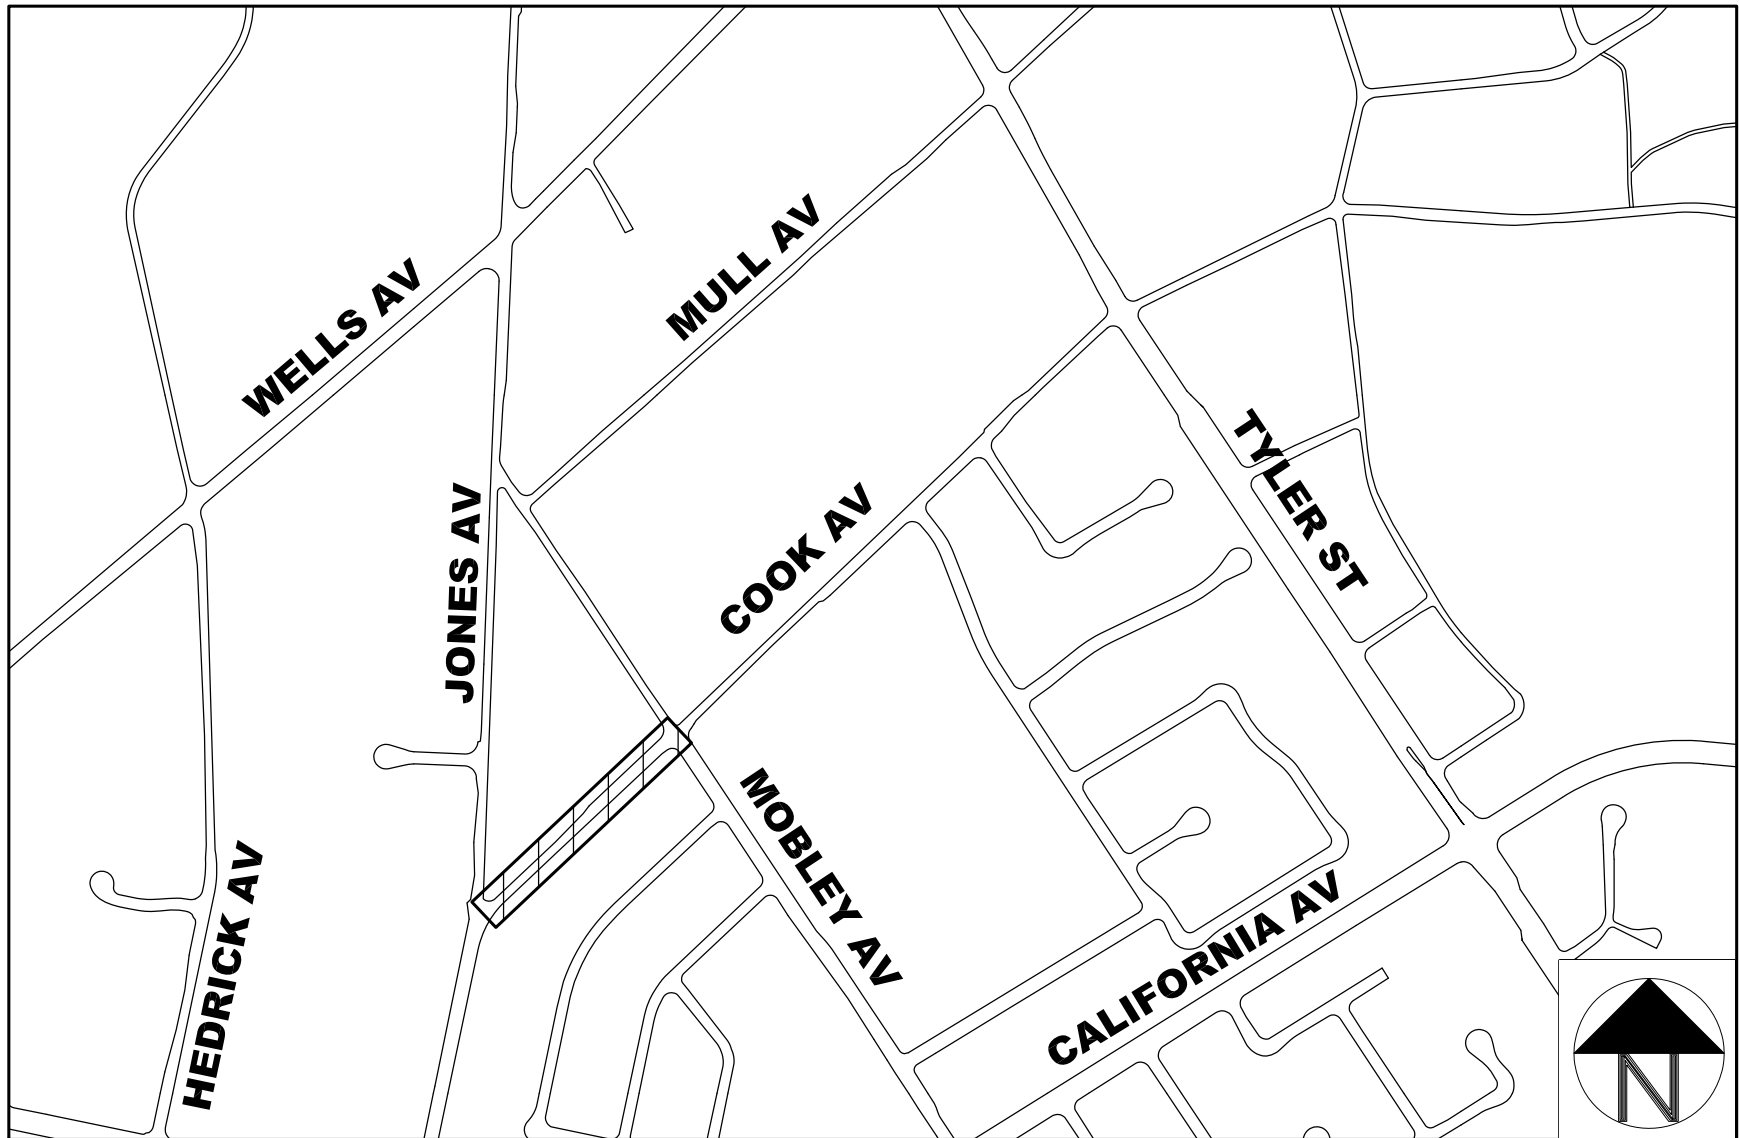 WELLS AV
MULL AV
JONES AV
COOK AV
TYLER ST
MOBLEY AV
HEDRICK AV
CALIFORNIA AV
N